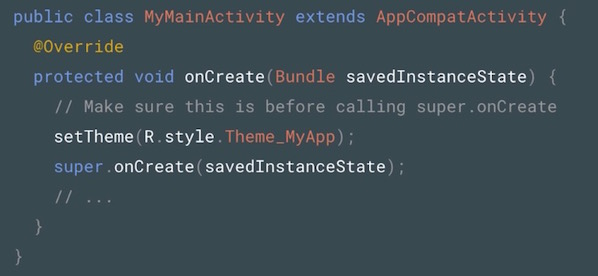 public class MyMainActivity extends AppCompatActivity {
@Override
protected void onCreate(Bundle savedInstanceState) {
// Make sure this is before calling super.onCreate
setTheme(R.style.Theme_MyApp);
super.onCreate(savedInstanceState);
// ...
}
}